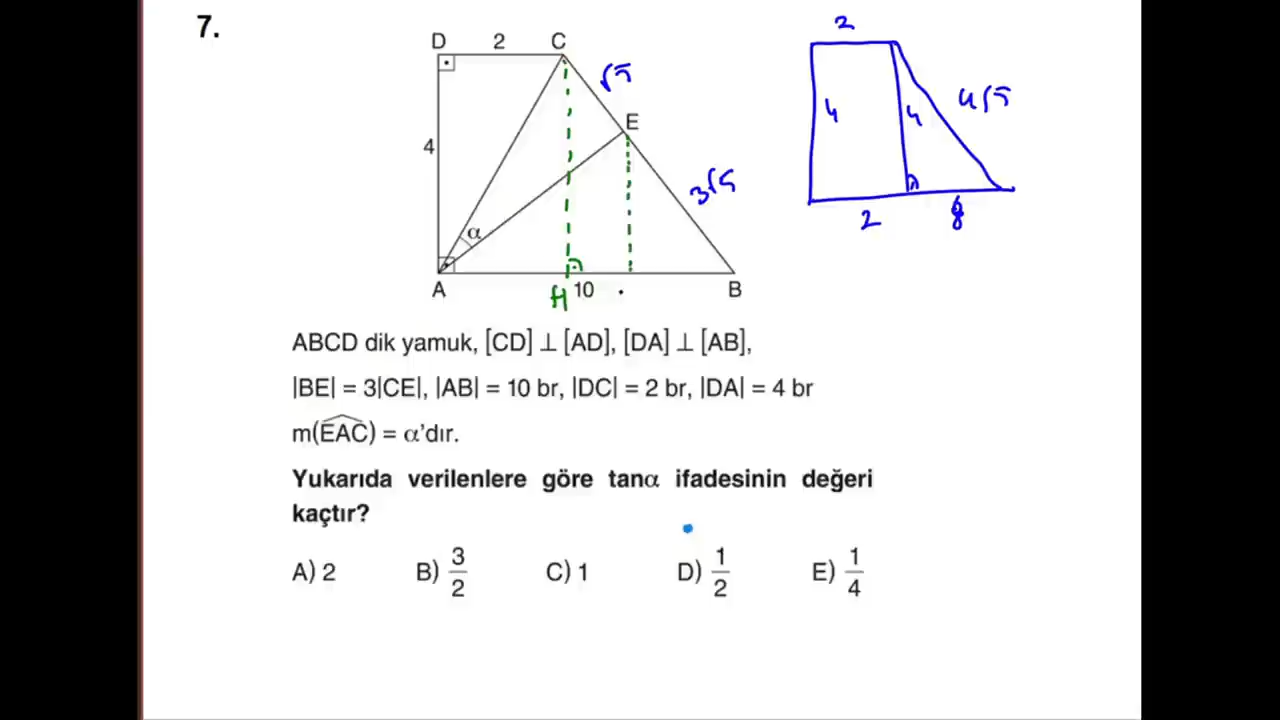 7.
D 2 C
√5
E
4
3√5
α
A H 10 B
2
4 4 4√5
2 8
ABCD dik yamuk, [CD] ⊥ [AD], [DA] ⊥ [AB],
|BE| = 3|CE|, |AB| = 10 br, |DC| = 2 br, |DA| = 4 br
m(EAC) = α’dır.
Yukarıda verilenlere göre tanα ifadesinin değeri
kaçtır?
A) 2 B) 3/2 C) 1 D) 1/2 E) 1/4